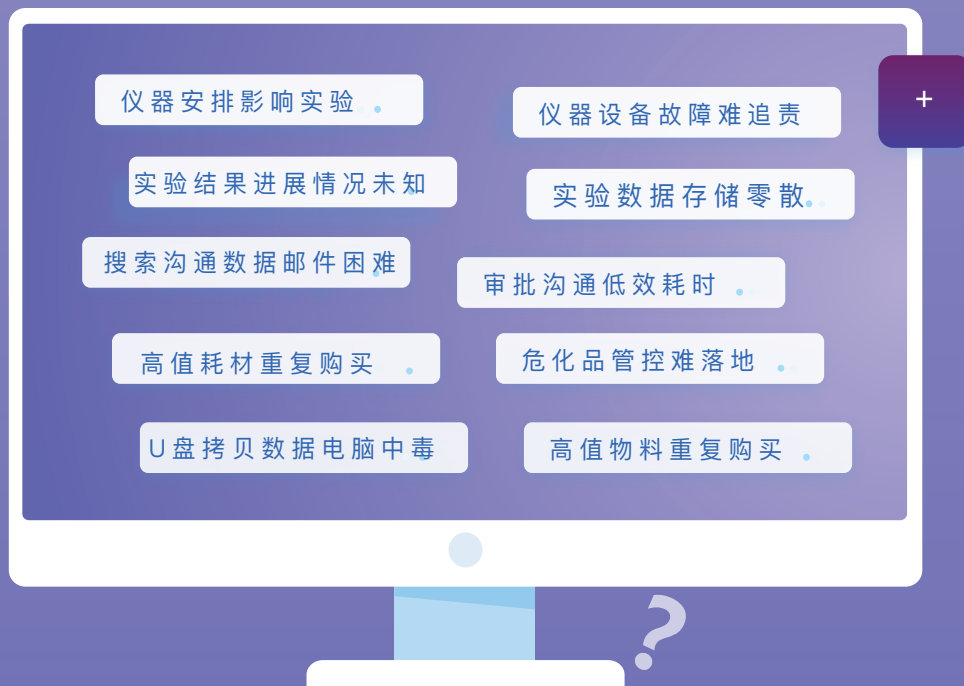 仪器安排影响实验
仪器设备故障难追责
实验结果进展情况未知
实验数据存储零散
搜索沟通数据邮件困难
审批沟通低效耗时
高值耗材重复购买
危化品管控难落地
U盘拷贝数据电脑中毒
高值物料重复购买
+
?